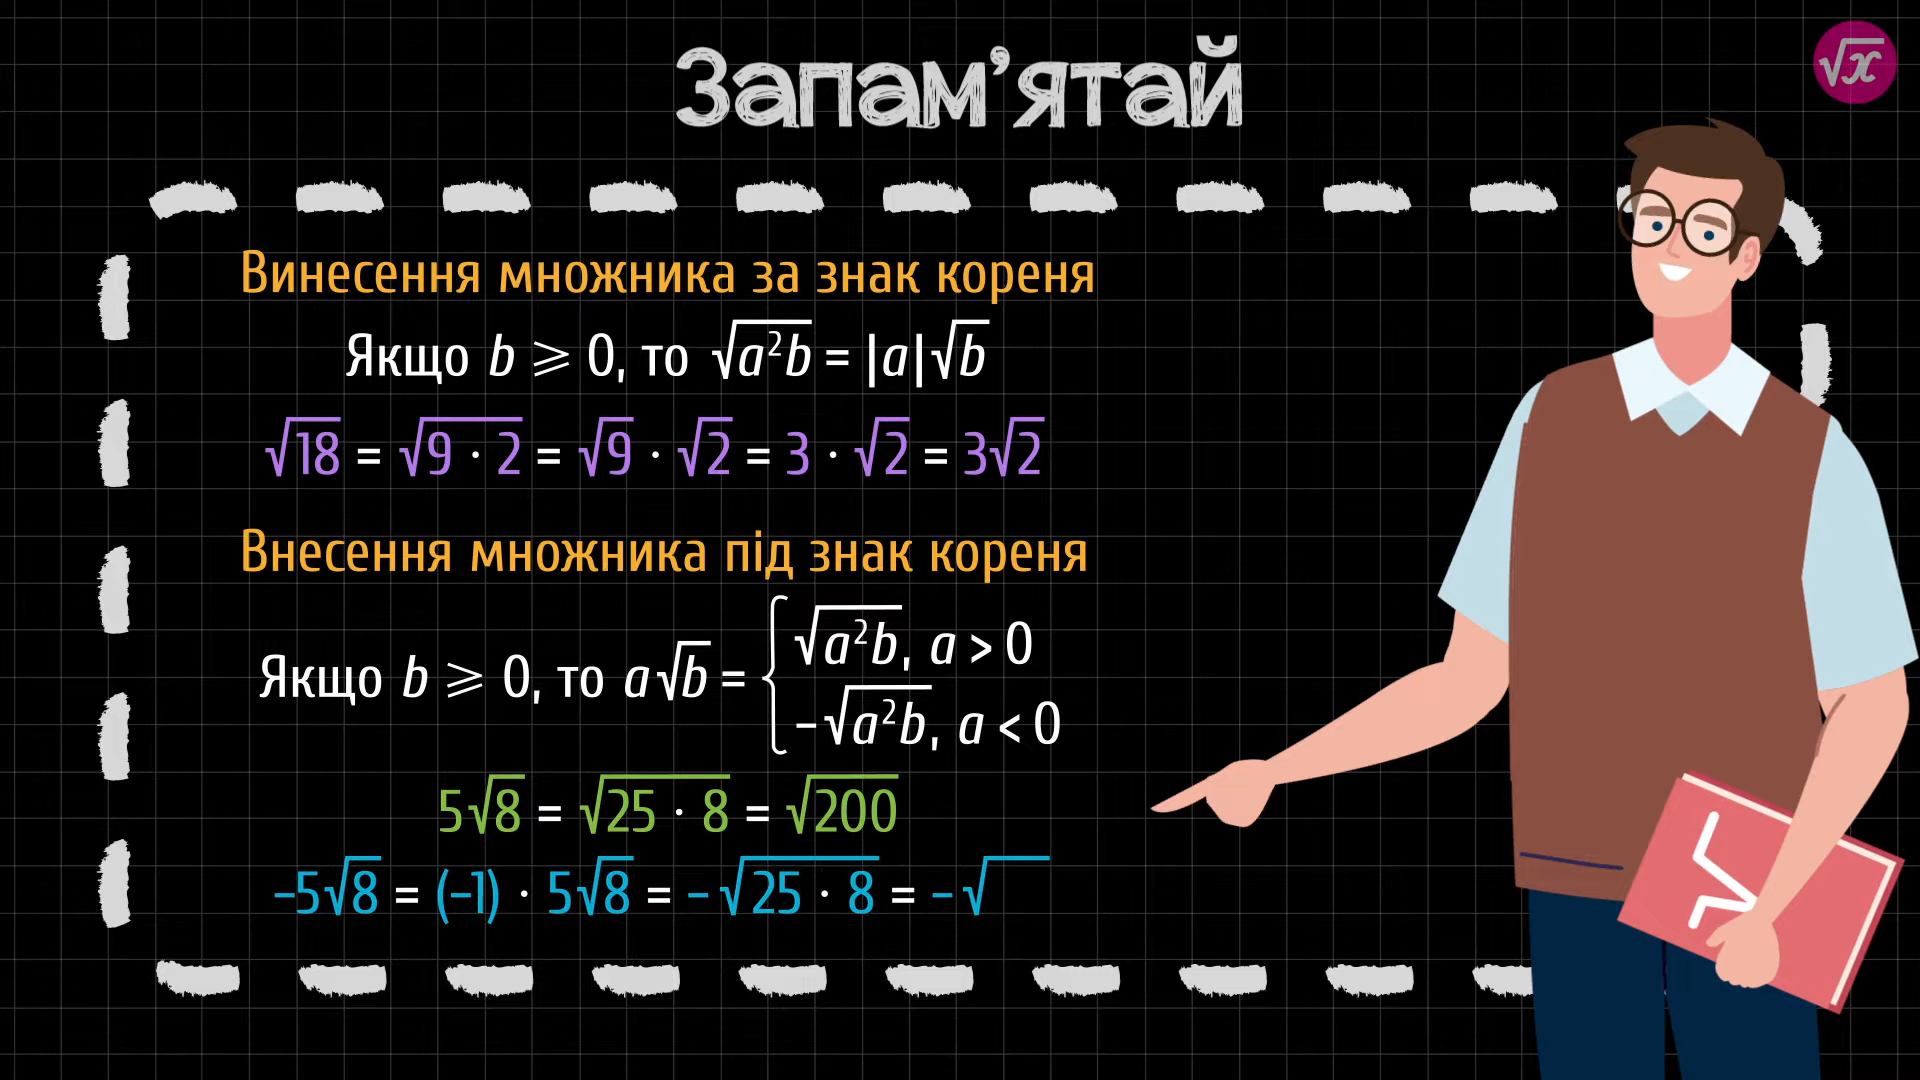 Запам’ятай
√x
Винесення множника за знак кореня
Якщо b ⩾ 0, то √(a²b) = |a|√b
√18 = √(9 · 2) = √9 · √2 = 3 · √2 = 3√2
Внесення множника під знак кореня
Якщо b ⩾ 0, то a√b = { √(a²b), a > 0
−√(a²b), a < 0
5√8 = √(25 · 8) = √200
−5√8 = (−1) · 5√8 = −√(25 · 8) = −√